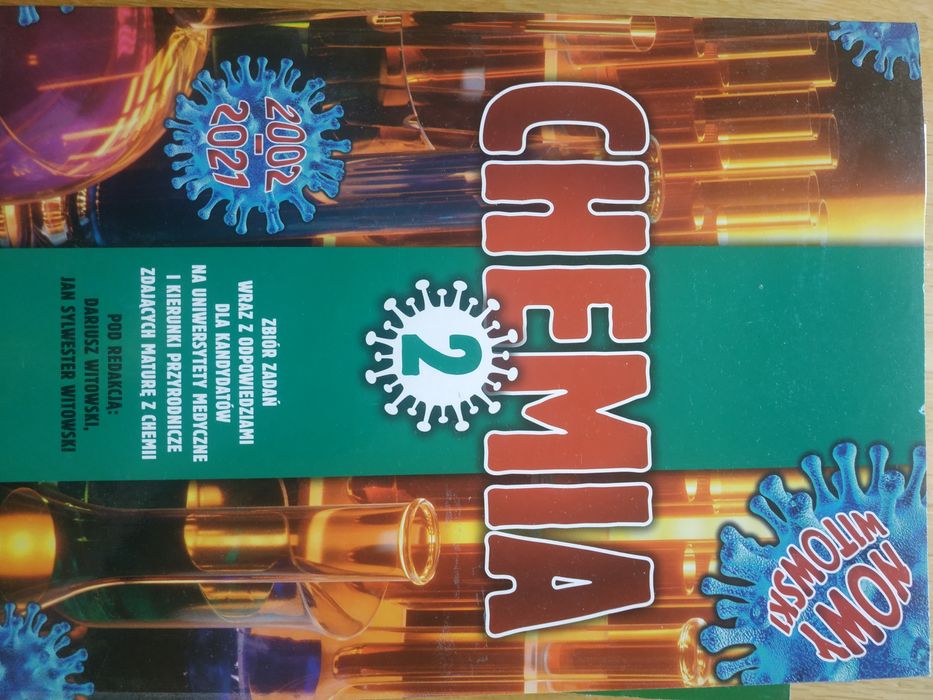 NOWY
WITOWSKI
CHEMIA
2
ZBIÓR ZADAŃ
WRAZ Z ODPOWIEDZIAMI
DLA KANDYDATÓW
NA UNIWERSYTETY MEDYCZNE
I KIERUNKI PRZYRODNICZE
ZDAJĄCYCH MATURĘ Z CHEMII
2002
–
2021
POD REDAKCJĄ:
DARIUSZ WITOWSKI,
JAN SYLWESTER WITOWSKI